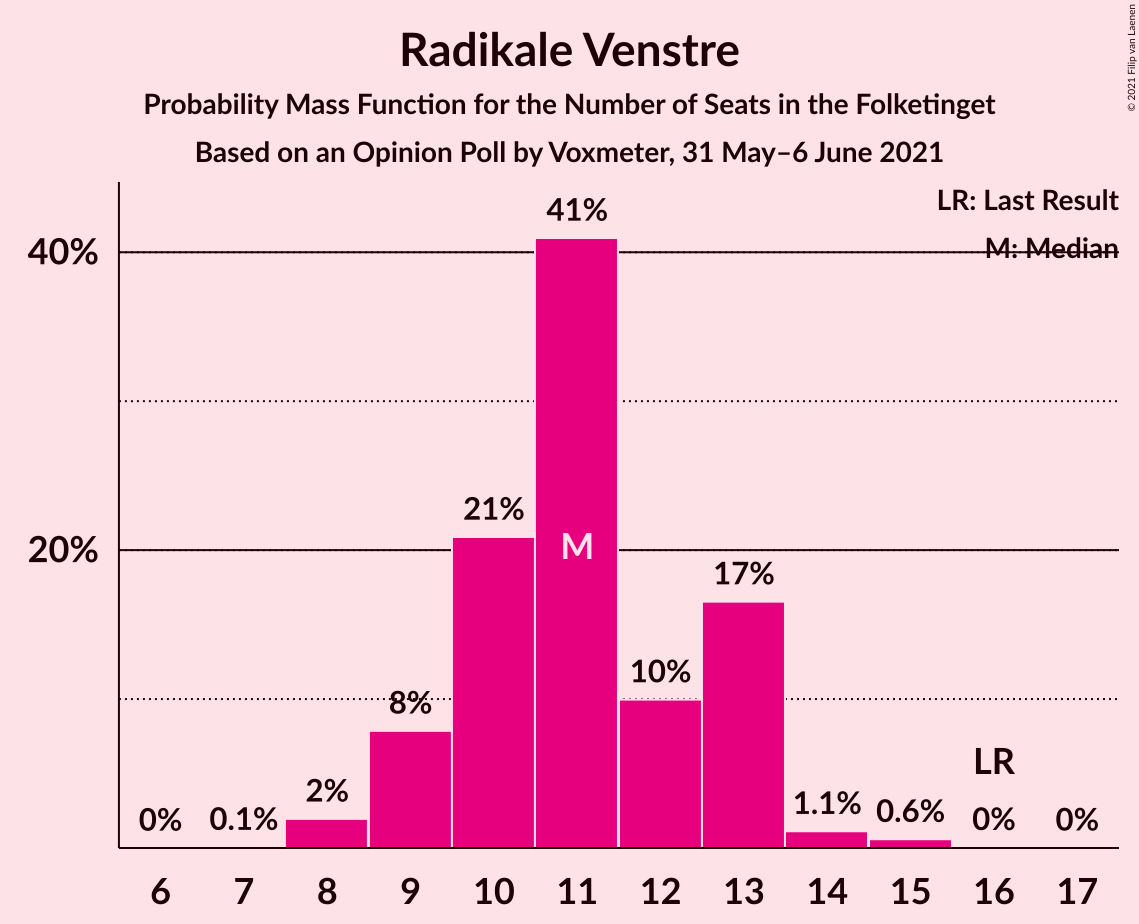 Radikale Venstre
Probability Mass Function for the Number of Seats in the Folketinget
Based on an Opinion Poll by Voxmeter, 31 May–6 June 2021
© 2021 Filip van Laenen
LR: Last Result
M: Median
40%
20%
0%
0.1%
2%
8%
21%
41%
M
10%
17%
1.1%
0.6%
LR
0%
0%
6 7 8 9 10 11 12 13 14 15 16 17